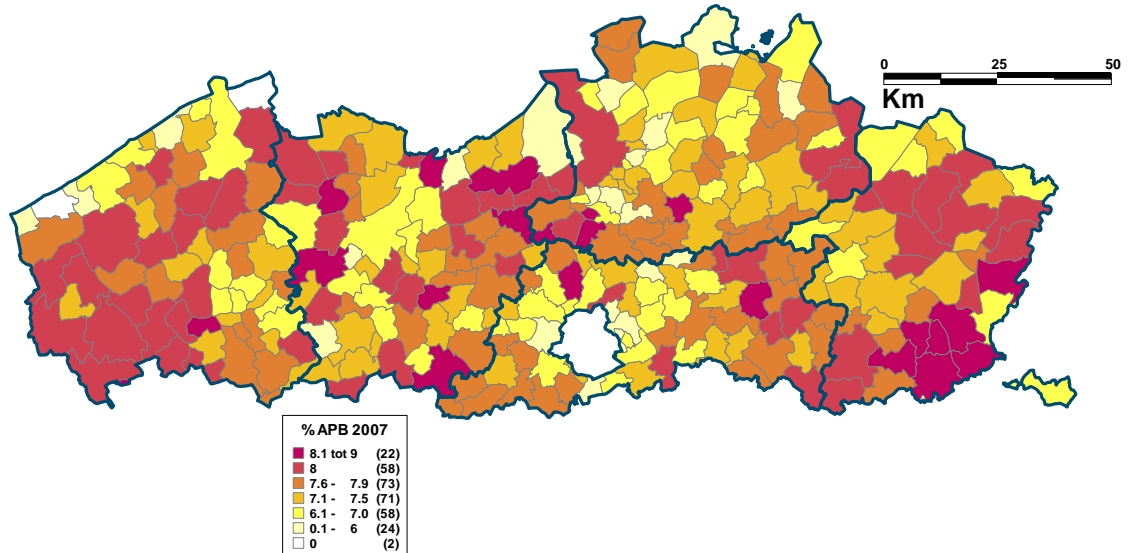 0 25 50
Km
% APB 2007
8.1 tot 9 (22)
8 (58)
7.6 - 7.9 (73)
7.1 - 7.5 (71)
6.1 - 7.0 (58)
0.1 - 6 (24)
0 (2)